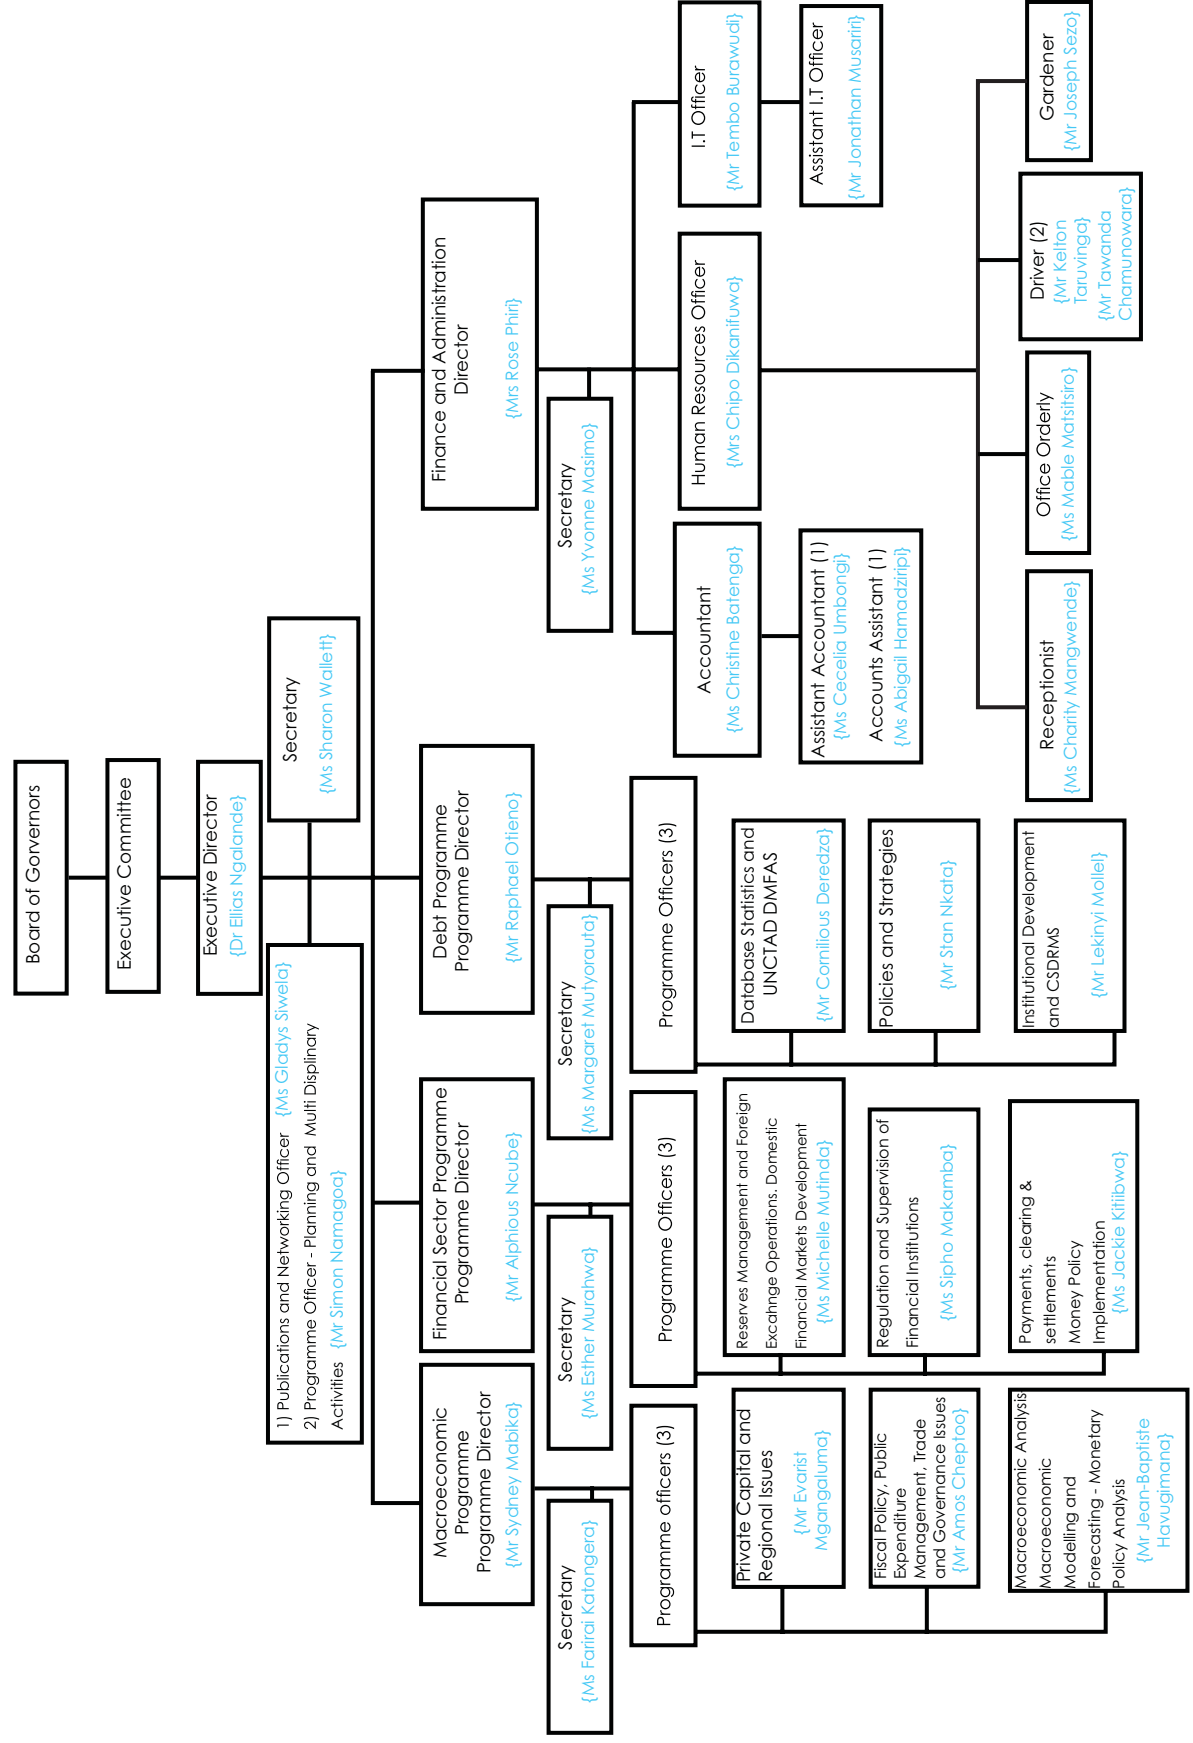 Board of Gorvernors
Executive Committee
Executive Director
{Dr Ellias Ngalande}
Secretary
{Ms Sharon Wallett}
1) Publications and Networking Officer {Ms Gladys Siwela}
2) Programme Officer - Planning and Multi Displinary
Activities {Mr Simon Namagoa}
Macroeconomic
Programme
Programme Director
{Mr Sydney Mabika}
Financial Sector Programme
Programme Director
{Mr Alphious Ncube}
Debt Programme
Programme Director
{Mr Raphael Otieno}
Finance and Administration
Director
{Mrs Rose Phiri}
Secretary
{Ms Farirai Katongera}
Secretary
{Ms Esther Murahwa}
Secretary
{Ms Margaret Mutyorauta}
Secretary
{Ms Yvonne Masimo}
Programme officers (3)
Programme Officers (3)
Programme Officers (3)
Accountant
{Ms Christine Batenga}
Human Resources Officer
{Mrs Chipo Dikanifuwa}
I.T Officer
{Mr Tembo Burawudi}
Private Capital and
Regional Issues
{Mr Evarist
Mgangaluma}
Reserves Management and Foreign
Excahnge Operations. Domestic
Financial Markets Development
{Ms Michelle Mutinda}
Database Statistics and
UNCTAD DMFAS
{Mr Cornilious Deredza}
Assistant Accountant (1)
{Ms Cecelia Umbongi}
Accounts Assistant (1)
{Ms Abigail Hamadziripi}
Assistant I.T Officer
{Mr Jonathan Musariri}
Fiscal Policy, Public
Expenditure
Management, Trade
and Governance Issues
{Mr Amos Cheptoo}
Regulation and Supervision of
Financial Institutions
{Ms Sipho Makamba}
Policies and Strategies
{Mr Stan Nkata}
Macroeconomic Analysis
Macroeconomic
Modelling and
Forecasting - Monetary
Policy Analysis
{Mr Jean-Baptiste
Havugimana}
Payments, clearing &
settlements
Money Policy
Implementation
{Ms Jackie Kitiibwa}
Institutional Development
and CSDRMS
{Mr Lekinyi Mollel}
Receptionist
{Ms Charity Mangwende}
Office Orderly
{Ms Mable Matsitsiro}
Driver (2)
{Mr Kelton
Taruvinga}
{Mr Tawanda
Chamunowara}
Gardener
{Mr Joseph Sezo}